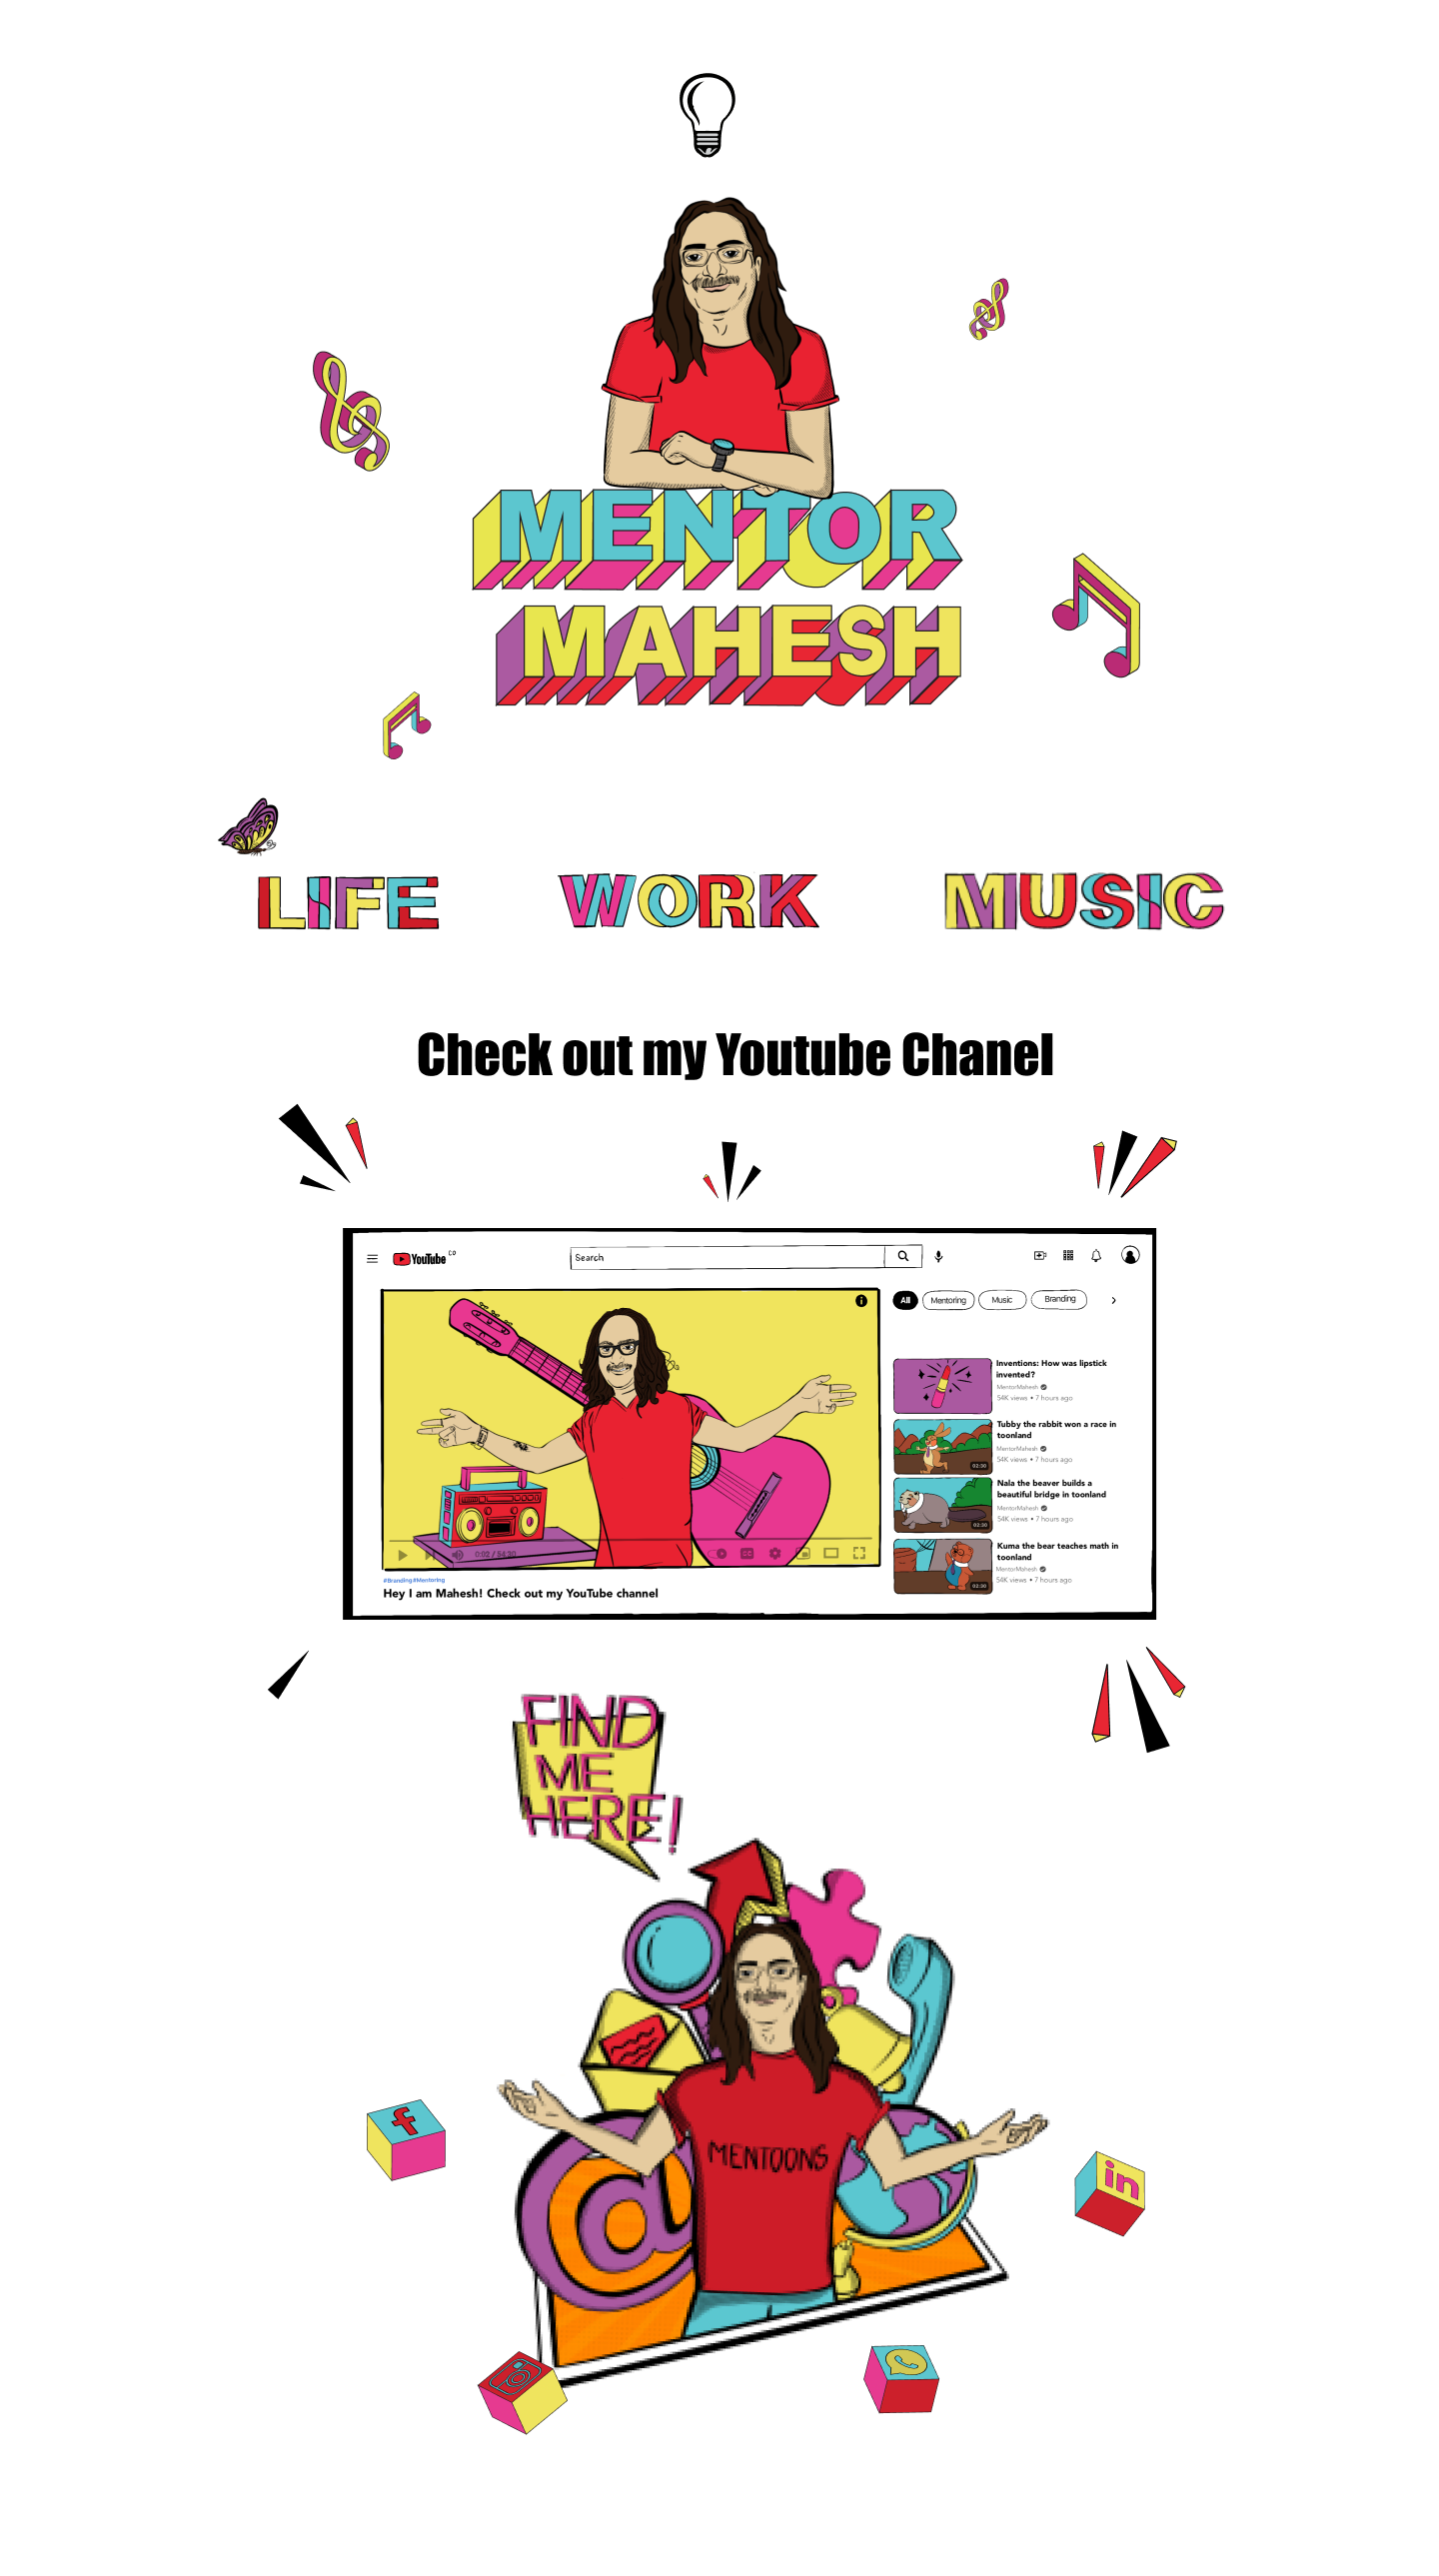 MENTOR
MAHESH
LIFE WORK MUSIC
Check out my Youtube Chanel
YouTube CO
Search
All Mentoring Music Branding
Inventions: How was lipstick
invented?
MentorMahesh
54K views • 7 hours ago
Tubby the rabbit won a race in
toonland
MentorMahesh
54K views • 7 hours ago
02:30
Nala the beaver builds a
beautiful bridge in toonland
MentorMahesh
54K views • 7 hours ago
02:30
Kuma the bear teaches math in
toonland
MentorMahesh
54K views • 7 hours ago
02:30
0:02 / 54:30
#Branding #Mentoring
Hey I am Mahesh! Check out my YouTube channel
FIND
ME
HERE!
f
@
MENTOONS
in